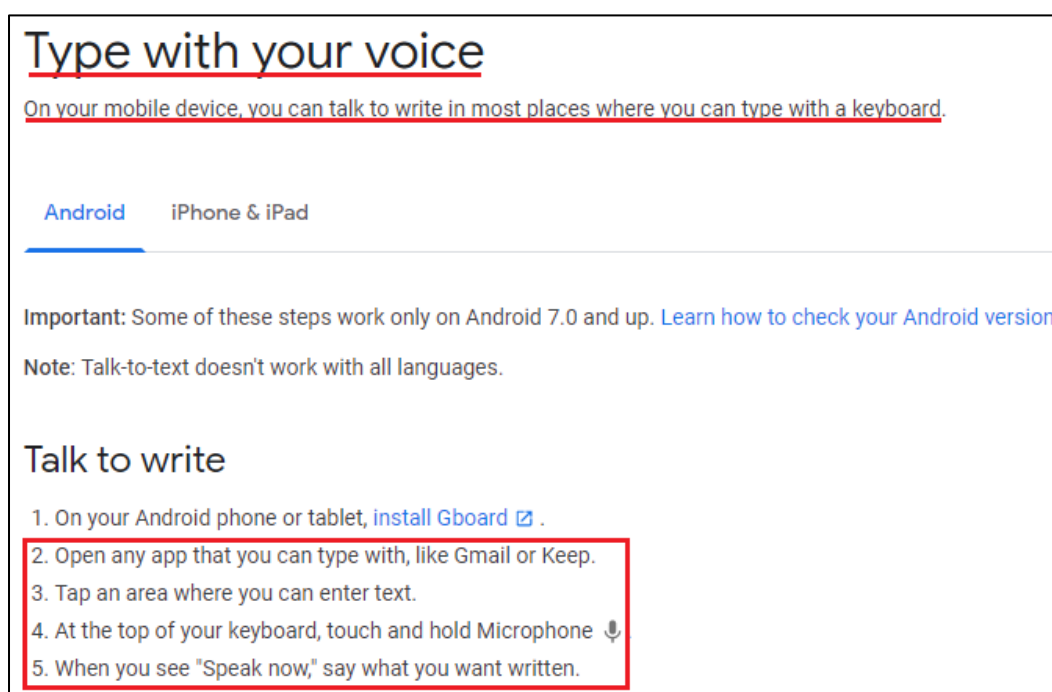 Type with your voice
On your mobile device, you can talk to write in most places where you can type with a keyboard.
Android iPhone & iPad
Important: Some of these steps work only on Android 7.0 and up. Learn how to check your Android version
Note: Talk-to-text doesn't work with all languages.
Talk to write
1. On your Android phone or tablet, install Gboard .
2. Open any app that you can type with, like Gmail or Keep.
3. Tap an area where you can enter text.
4. At the top of your keyboard, touch and hold Microphone .
5. When you see "Speak now," say what you want written.